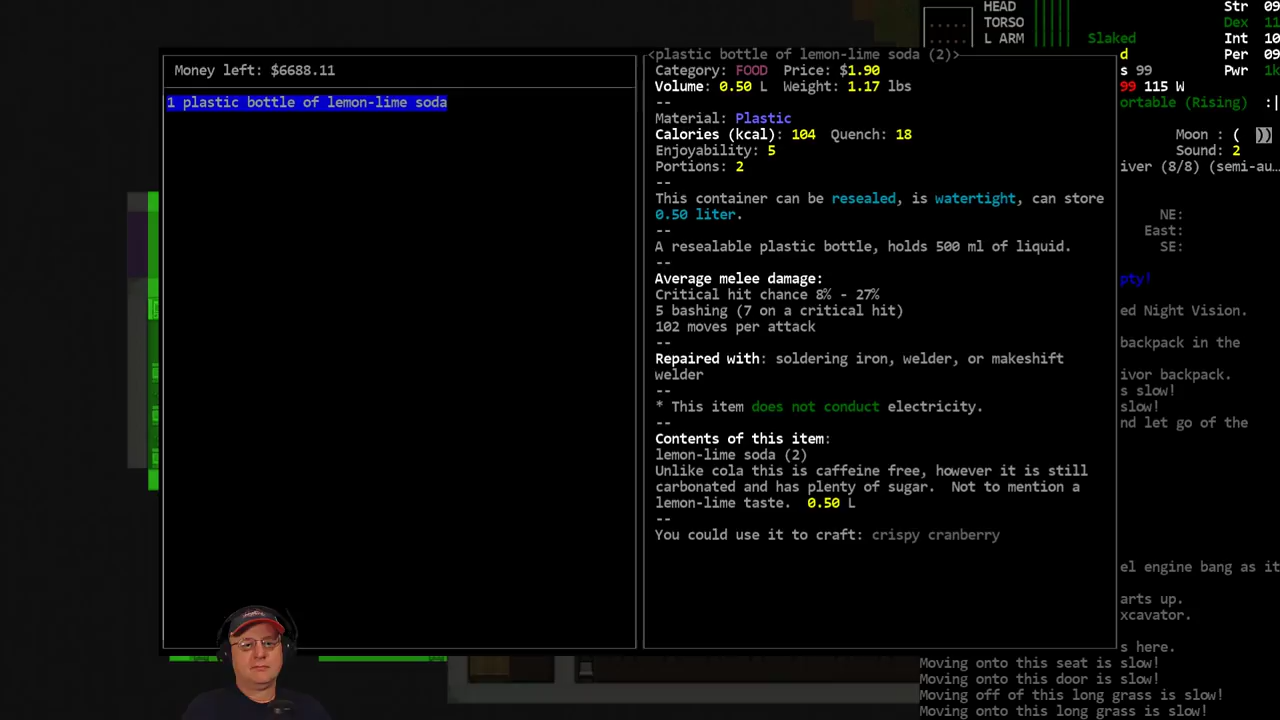 Money left: $6688.11
1 plastic bottle of lemon-lime soda
<plastic bottle of lemon-lime soda (2)>
Category: FOOD Price: $1.90
Volume: 0.50 L Weight: 1.17 lbs
--
Material: Plastic
Calories (kcal): 104 Quench: 18
Enjoyability: 5
Portions: 2
--
This container can be resealed, is watertight, can store
0.50 liter.
--
A resealable plastic bottle, holds 500 ml of liquid.
--
Average melee damage:
Critical hit chance 8% - 27%
5 bashing (7 on a critical hit)
102 moves per attack
--
Repaired with: soldering iron, welder, or makeshift
welder
--
* This item does not conduct electricity.
--
Contents of this item:
lemon-lime soda (2)
Unlike cola this is caffeine free, however it is still
carbonated and has plenty of sugar. Not to mention a
lemon-lime taste. 0.50 L
--
You could use it to craft: crispy cranberry
HEAD
TORSO
L ARM
Slaked
Str 09
Dex 11
Int 10
Per 09
Pwr 1k
d
s 99
99 115 W
ortable (Rising) :|
Moon : ( ))
Sound: 2
iver (8/8) (semi-au…
NE:
East:
SE:
pty!
ed Night Vision.
backpack in the
ivor backpack.
s slow!
slow!
nd let go of the
el engine bang as it
arts up.
xcavator.
s here.
Moving onto this seat is slow!
Moving onto this door is slow!
Moving off of this long grass is slow!
Moving onto this long grass is slow!